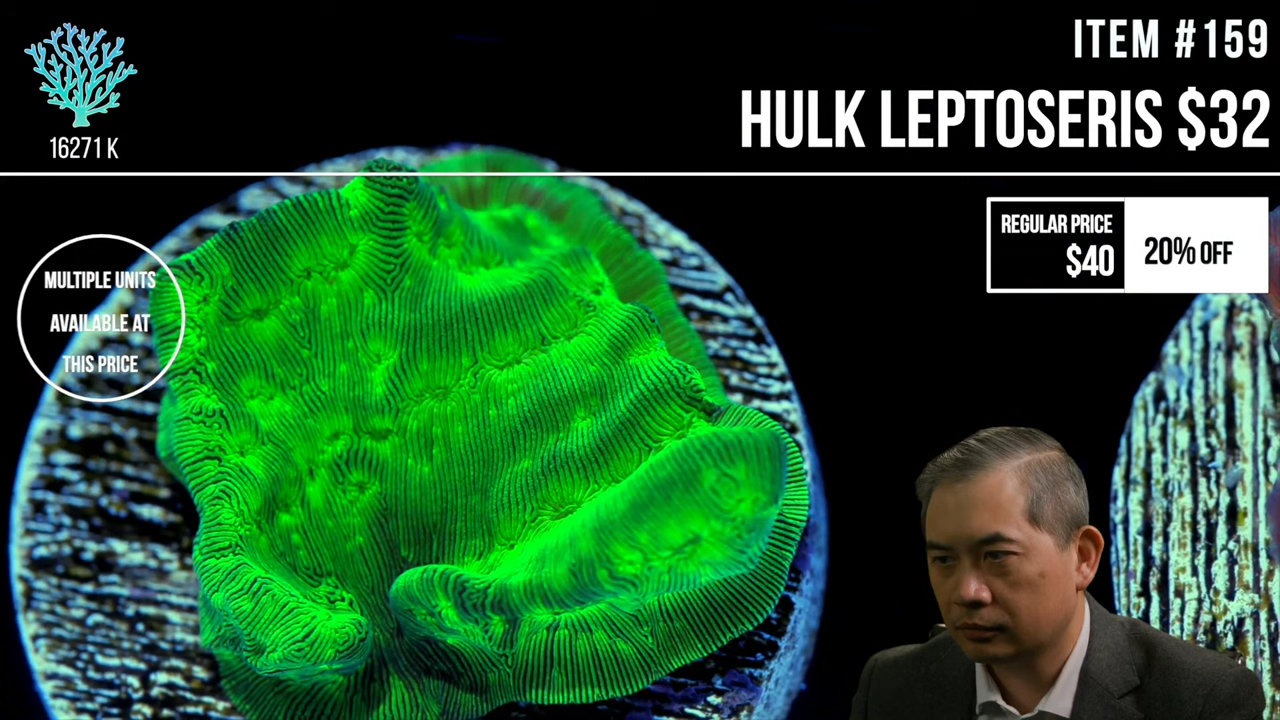 ITEM #159
HULK LEPTOSERIS $32
16271 K
REGULAR PRICE
$40
20% OFF
MULTIPLE UNITS
AVAILABLE AT
THIS PRICE